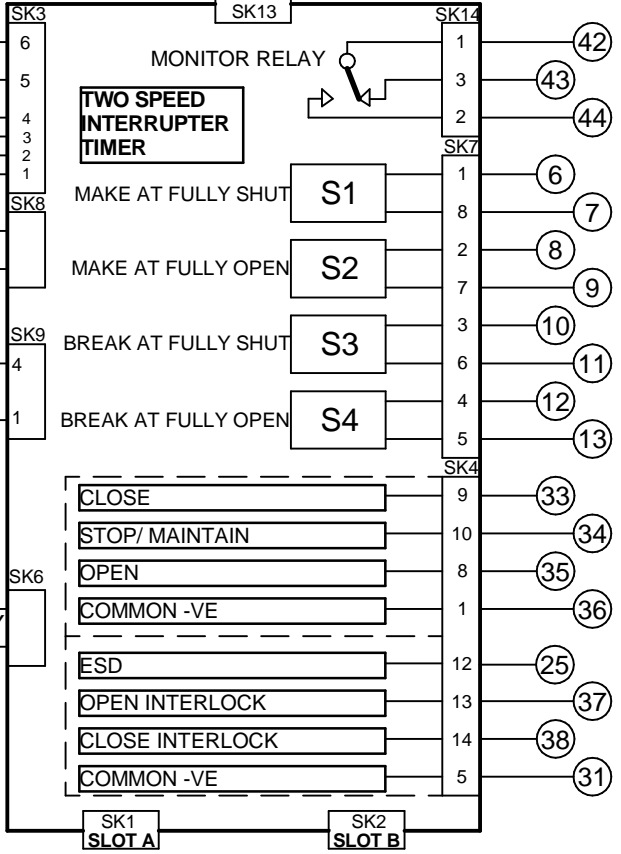 SK3
SK13
SK14
6
MONITOR RELAY
1
42
5
3
43
TWO SPEED
INTERRUPTER
TIMER
4
2
44
3
2
1
SK7
MAKE AT FULLY SHUT
S1
1
6
SK8
8
7
MAKE AT FULLY OPEN
S2
2
8
7
9
SK9
BREAK AT FULLY SHUT
S3
3
10
4
6
11
1
BREAK AT FULLY OPEN
S4
4
12
5
13
SK4
CLOSE
9
33
STOP/ MAINTAIN
10
34
SK6
OPEN
8
35
COMMON -VE
1
36
ESD
12
25
OPEN INTERLOCK
13
37
CLOSE INTERLOCK
14
38
COMMON -VE
5
31
SK1
SLOT A
SK2
SLOT B